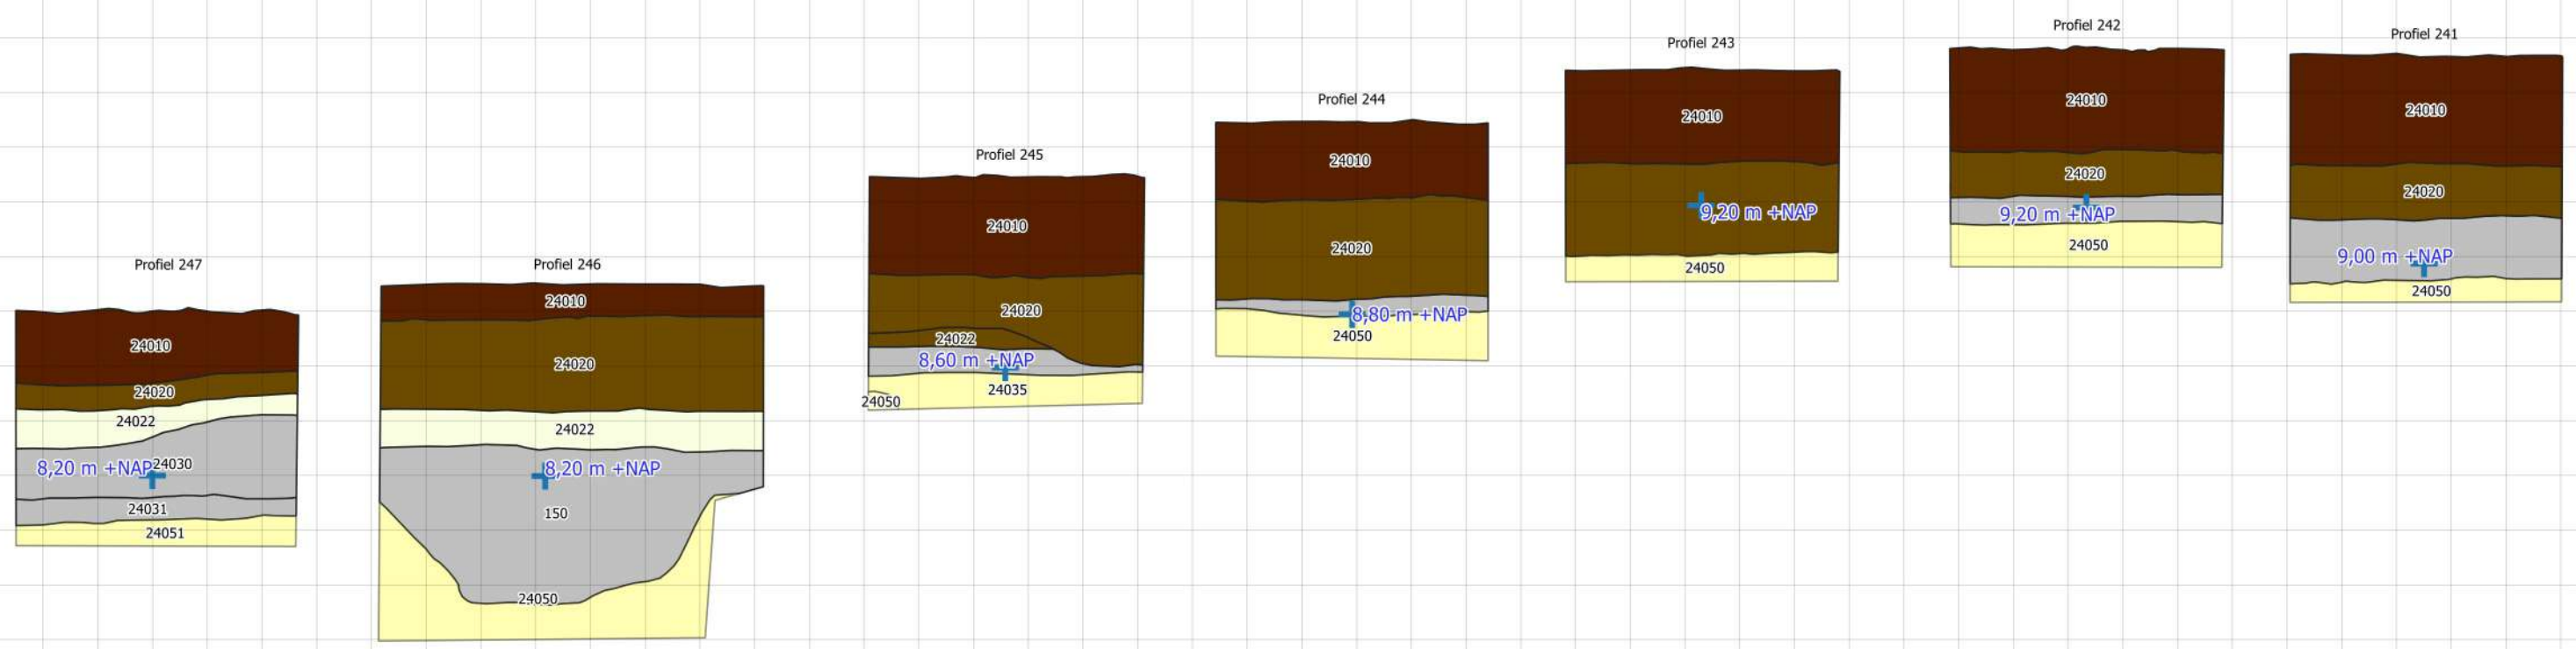 Profiel 247
24010
24020
24022
8,20 m +NAP
24030
24031
24051
Profiel 246
24010
24020
24022
8,20 m +NAP
150
24050
Profiel 245
24010
24020
24022
8,60 m +NAP
24035
24050
Profiel 244
24010
24020
8,80 m +NAP
24050
Profiel 243
24010
9,20 m +NAP
24050
Profiel 242
24010
24020
9,20 m +NAP
24050
Profiel 241
24010
24020
9,00 m +NAP
24050